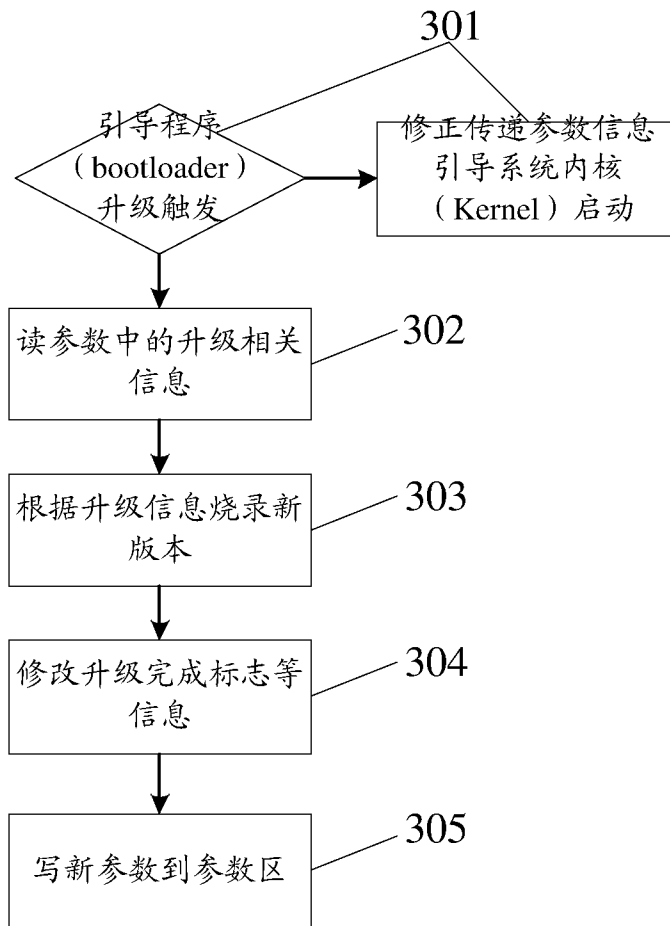 301
引导程序
（bootloader）
升级触发
修正传递参数信息
引导系统内核
（Kernel）启动
读参数中的升级相关
信息
302
根据升级信息烧录新
版本
303
修改升级完成标志等
信息
304
写新参数到参数区
305